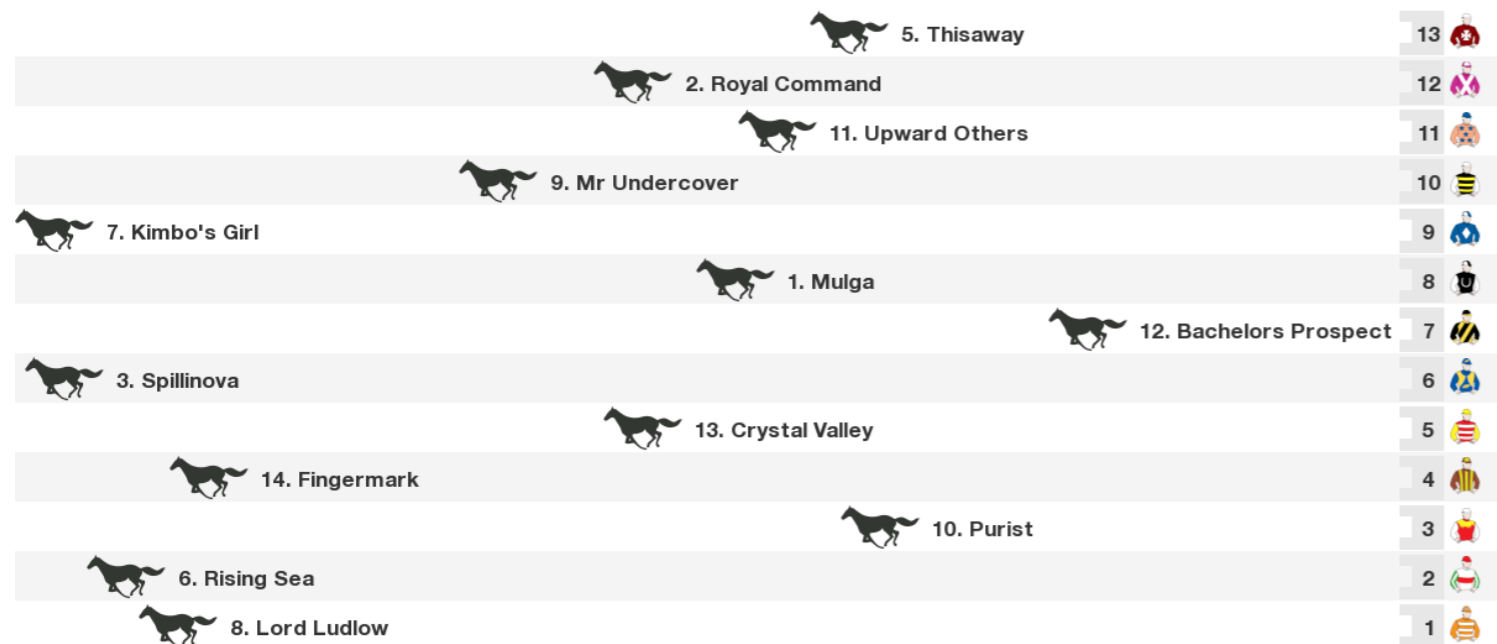 5. Thisaway 13
2. Royal Command 12
11. Upward Others 11
9. Mr Undercover 10
7. Kimbo's Girl 9
1. Mulga 8
12. Bachelors Prospect 7
3. Spillinova 6
13. Crystal Valley 5
14. Fingermark 4
10. Purist 3
6. Rising Sea 2
8. Lord Ludlow 1